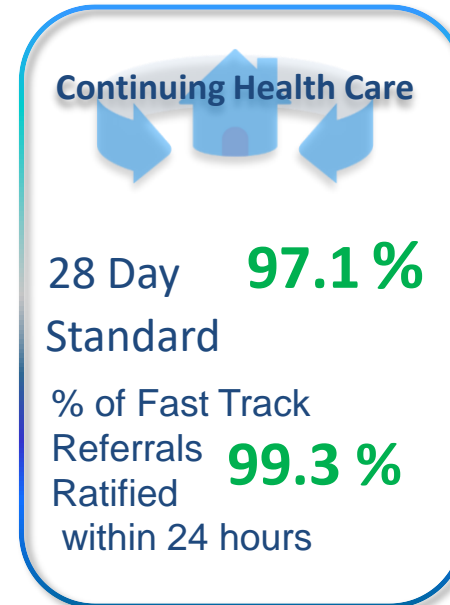 Continuing Health Care
28 Day 97.1 %
Standard
% of Fast Track
Referrals 99.3 %
Ratified
within 24 hours